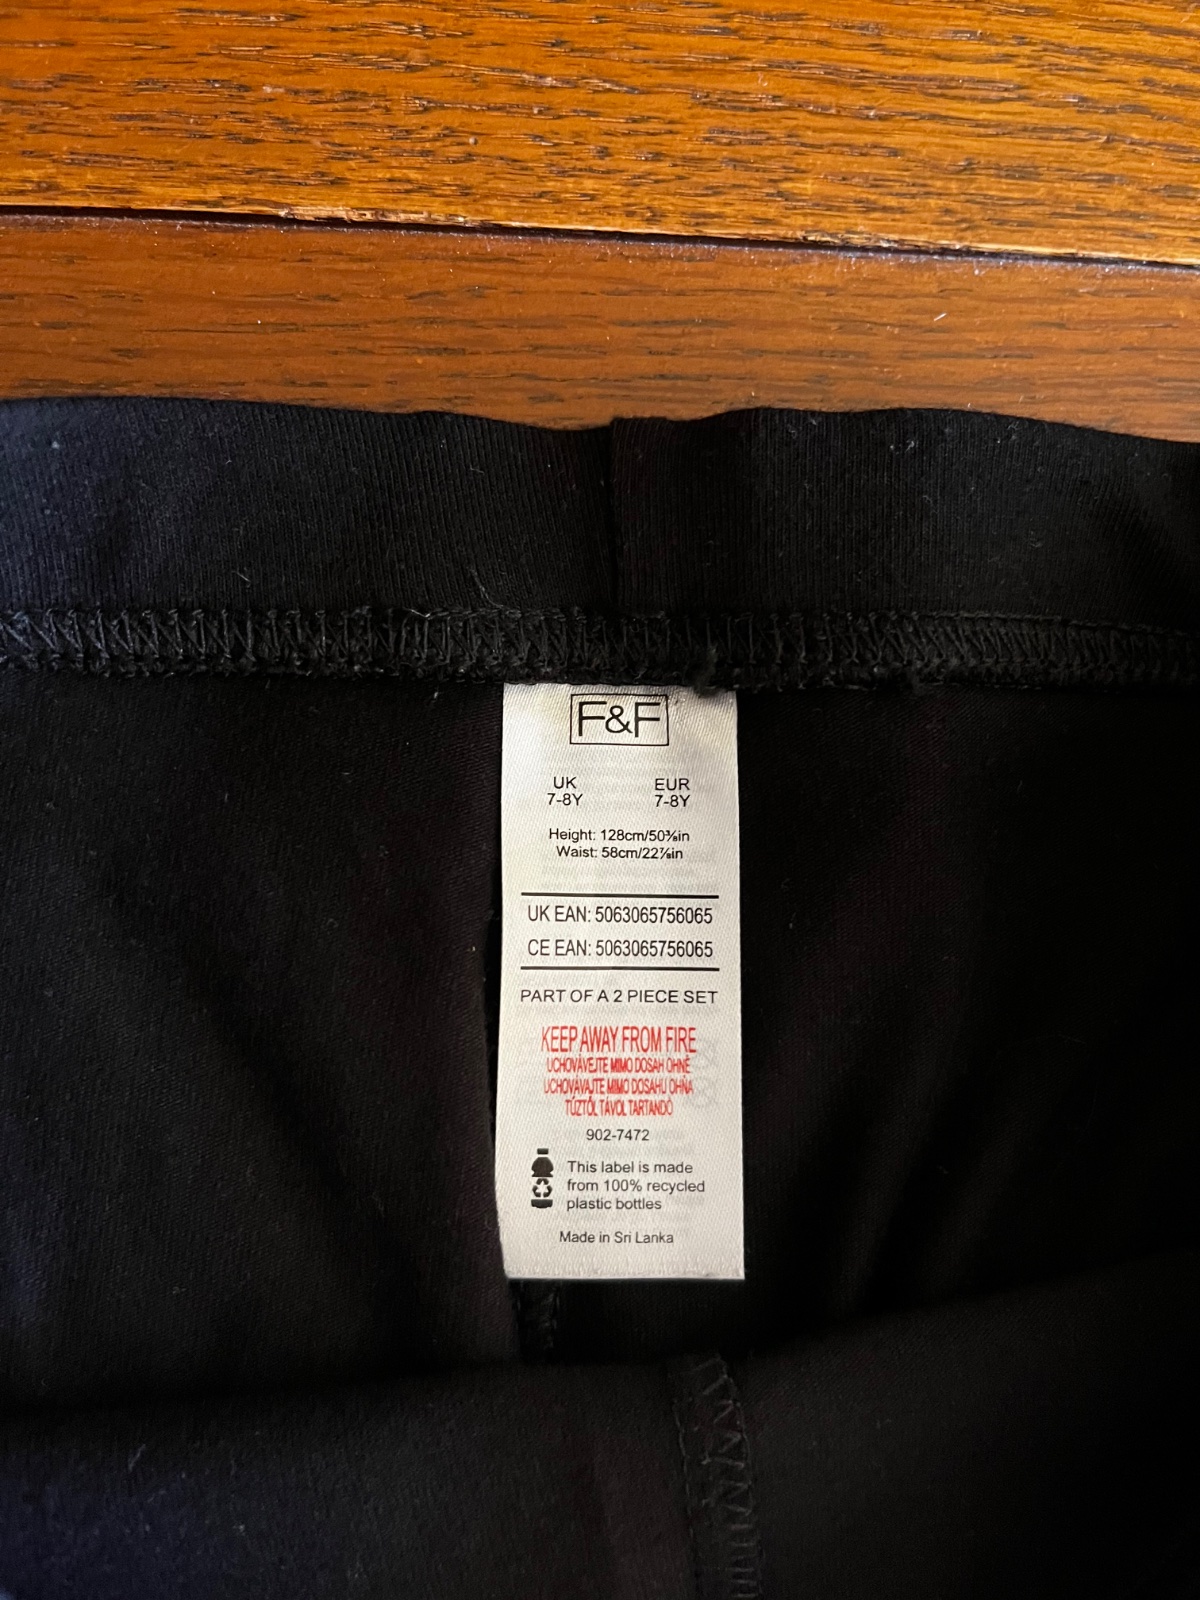 F&F
UK EUR
7-8Y 7-8Y
Height: 128cm/50⅜in
Waist: 58cm/22⅞in
UK EAN: 5063065756065
CE EAN: 5063065756065
PART OF A 2 PIECE SET
KEEP AWAY FROM FIRE
UCHOVÁVEJTE MIMO DOSAH OHNĚ
UCHOVÁVAJTE MIMO DOSAHU OHŇA
TŰZTŐL TÁVOL TARTANDÓ
902-7472
This label is made
from 100% recycled
plastic bottles
Made in Sri Lanka